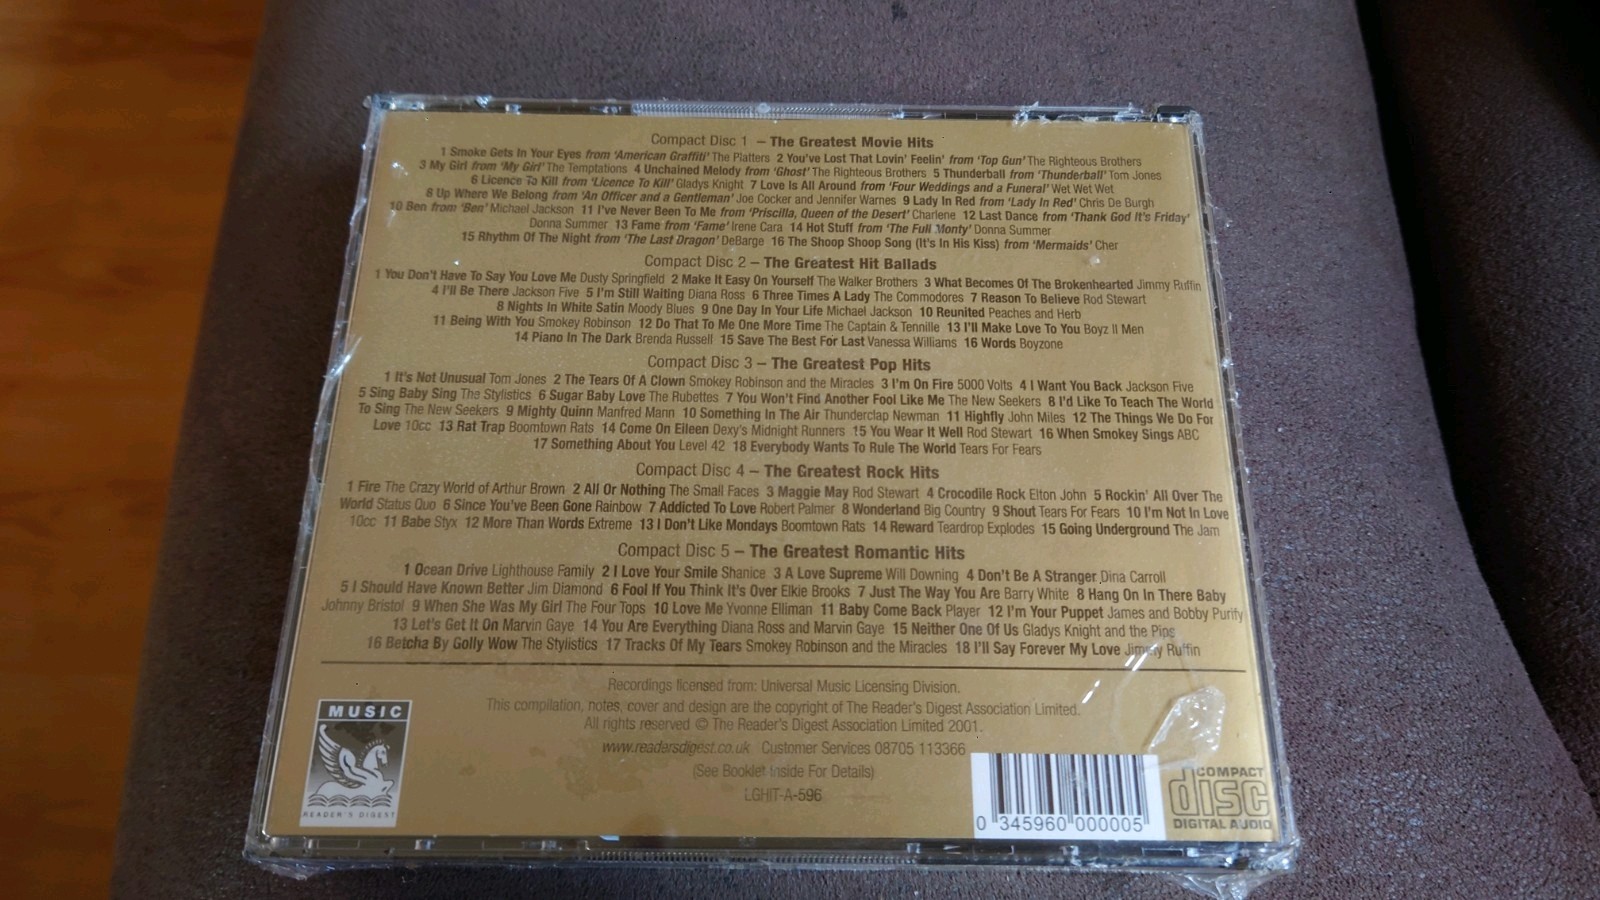 Compact Disc 1 – The Greatest Movie Hits
1 Smoke Gets In Your Eyes from 'American Graffiti' The Platters 2 You've Lost That Lovin' Feelin' from 'Top Gun' The Righteous Brothers
3 My Girl from 'My Girl' The Temptations 4 Unchained Melody from 'Ghost' The Righteous Brothers 5 Thunderball from 'Thunderball' Tom Jones
6 Licence To Kill from 'Licence To Kill' Gladys Knight 7 Love Is All Around from 'Four Weddings and a Funeral' Wet Wet Wet
8 Up Where We Belong from 'An Officer and a Gentleman' Joe Cocker and Jennifer Warnes 9 Lady In Red from 'Lady In Red' Chris De Burgh
10 Ben from 'Ben' Michael Jackson 11 I've Never Been To Me from 'Priscilla, Queen of the Desert' Charlene 12 Last Dance from 'Thank God It's Friday'
Donna Summer 13 Fame from 'Fame' Irene Cara 14 Hot Stuff from 'The Full Monty' Donna Summer
15 Rhythm Of The Night from 'The Last Dragon' DeBarge 16 The Shoop Shoop Song (It's In His Kiss) from 'Mermaids' Cher
Compact Disc 2 – The Greatest Hit Ballads
1 You Don't Have To Say You Love Me Dusty Springfield 2 Make It Easy On Yourself The Walker Brothers 3 What Becomes Of The Brokenhearted Jimmy Ruffin
4 I'll Be There Jackson Five 5 I'm Still Waiting Diana Ross 6 Three Times A Lady The Commodores 7 Reason To Believe Rod Stewart
8 Nights In White Satin Moody Blues 9 One Day In Your Life Michael Jackson 10 Reunited Peaches and Herb
11 Being With You Smokey Robinson 12 Do That To Me One More Time The Captain & Tennille 13 I'll Make Love To You Boyz II Men
14 Piano In The Dark Brenda Russell 15 Save The Best For Last Vanessa Williams 16 Words Boyzone
Compact Disc 3 – The Greatest Pop Hits
1 It's Not Unusual Tom Jones 2 The Tears Of A Clown Smokey Robinson and the Miracles 3 I'm On Fire 5000 Volts 4 I Want You Back Jackson Five
5 Sing Baby Sing The Stylistics 6 Sugar Baby Love The Rubettes 7 You Won't Find Another Fool Like Me The New Seekers 8 I'd Like To Teach The World
To Sing The New Seekers 9 Mighty Quinn Manfred Mann 10 Something In The Air Thunderclap Newman 11 Highfly John Miles 12 The Things We Do For
Love 10cc 13 Rat Trap Boomtown Rats 14 Come On Eileen Dexy's Midnight Runners 15 You Wear It Well Rod Stewart 16 When Smokey Sings ABC
17 Something About You Level 42 18 Everybody Wants To Rule The World Tears For Fears
Compact Disc 4 – The Greatest Rock Hits
1 Fire The Crazy World of Arthur Brown 2 All Or Nothing The Small Faces 3 Maggie May Rod Stewart 4 Crocodile Rock Elton John 5 Rockin' All Over The
World Status Quo 6 Since You've Been Gone Rainbow 7 Addicted To Love Robert Palmer 8 Wonderland Big Country 9 Shout Tears For Fears 10 I'm Not In Love
10cc 11 Babe Styx 12 More Than Words Extreme 13 I Don't Like Mondays Boomtown Rats 14 Reward Teardrop Explodes 15 Going Underground The Jam
Compact Disc 5 – The Greatest Romantic Hits
1 Ocean Drive Lighthouse Family 2 I Love Your Smile Shanice 3 A Love Supreme Will Downing 4 Don't Be A Stranger Dina Carroll
5 I Should Have Known Better Jim Diamond 6 Fool If You Think It's Over Elkie Brooks 7 Just The Way You Are Barry White 8 Hang On In There Baby
Johnny Bristol 9 When She Was My Girl The Four Tops 10 Love Me Yvonne Elliman 11 Baby Come Back Player 12 I'm Your Puppet James and Bobby Purify
13 Let's Get It On Marvin Gaye 14 You Are Everything Diana Ross and Marvin Gaye 15 Neither One Of Us Gladys Knight and the Pips
16 Betcha By Golly Wow The Stylistics 17 Tracks Of My Tears Smokey Robinson and the Miracles 18 I'll Say Forever My Love Jimmy Ruffin
Recordings licensed from: Universal Music Licensing Division.
This compilation, notes, cover and design are the copyright of The Reader's Digest Association Limited.
All rights reserved © The Reader's Digest Association Limited 2001.
www.readersdigest.co.uk Customer Services 08705 113366
(See Booklet Inside For Details)
LGHIT-A-596
MUSIC
READER'S DIGEST
0 345960 000005
COMPACT
disc
DIGITAL AUDIO